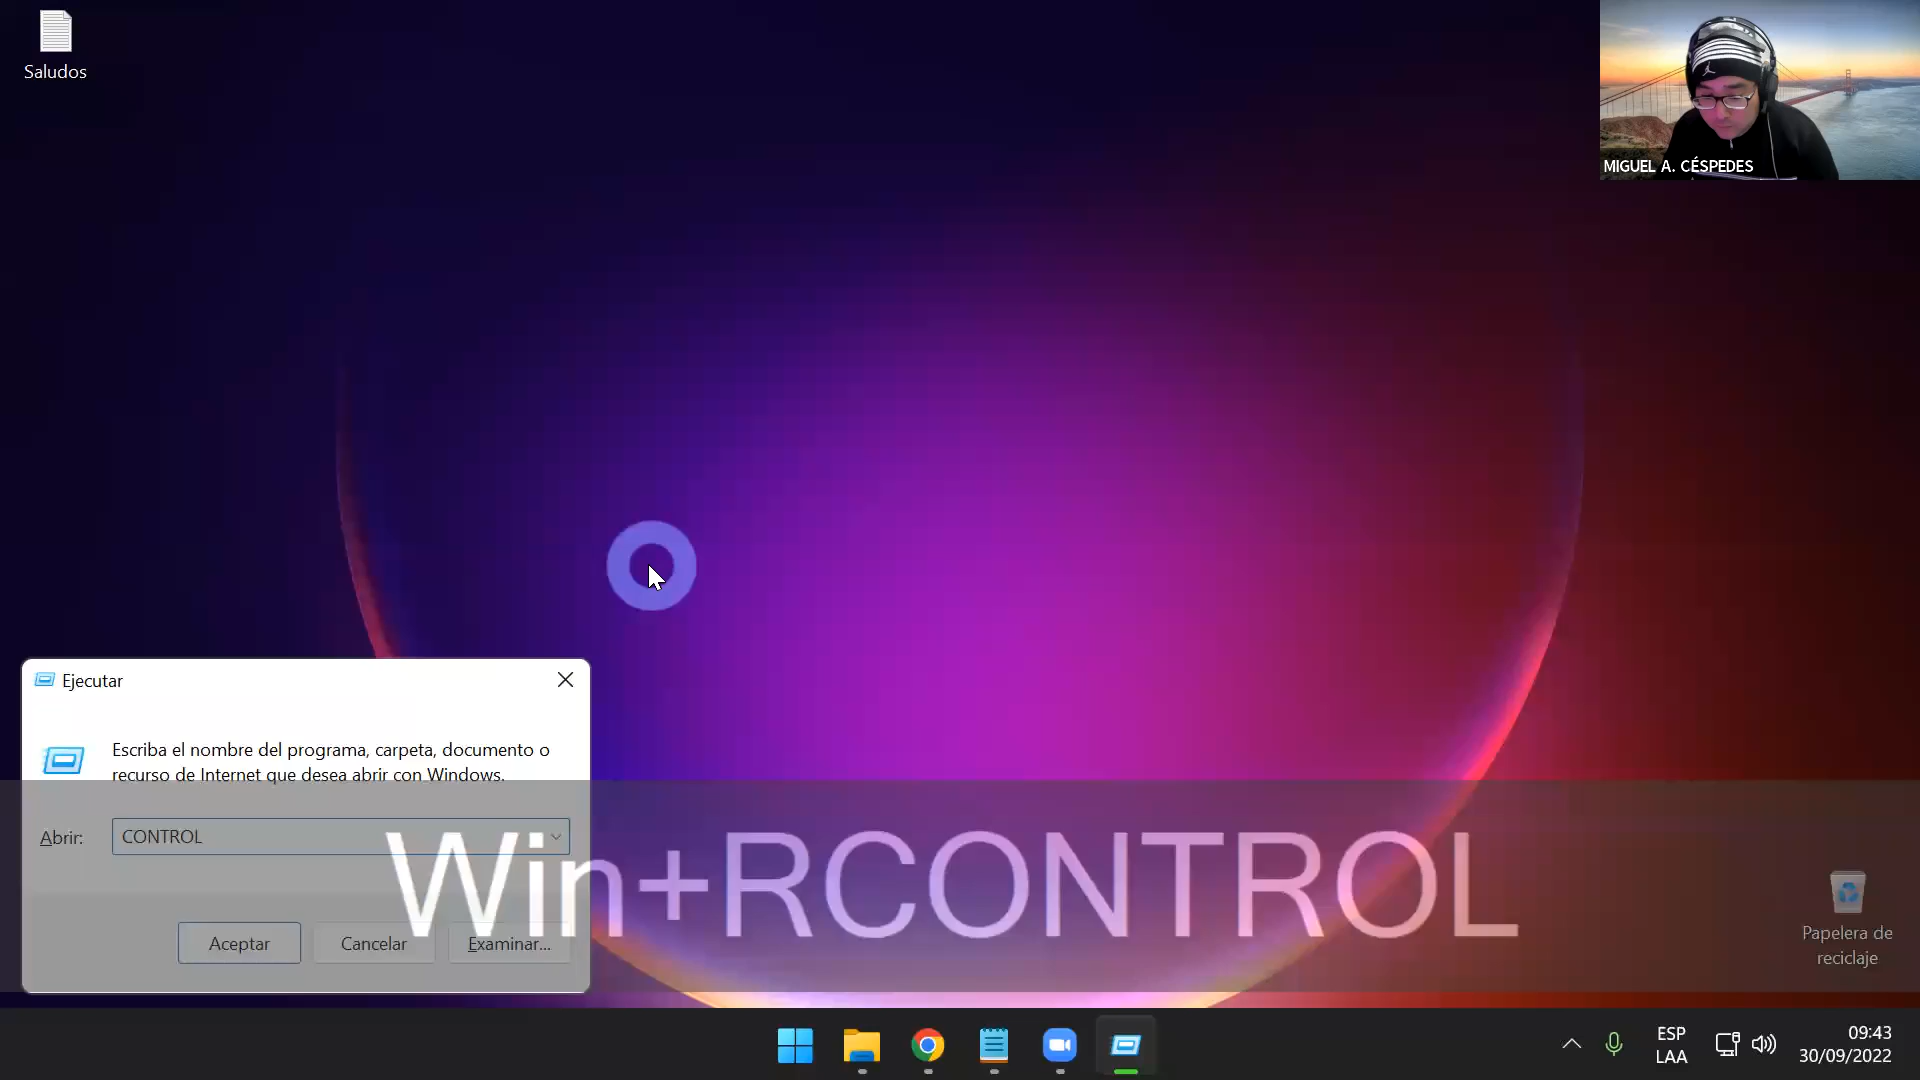 Saludos
MIGUEL A. CÉSPEDES
Ejecutar
Escriba el nombre del programa, carpeta, documento o
recurso de Internet que desea abrir con Windows.
Abrir:
CONTROL
Win+RCONTROL
Aceptar
Cancelar
Examinar...
Papelera de
reciclaje
ESP
LAA
09:43
30/09/2022